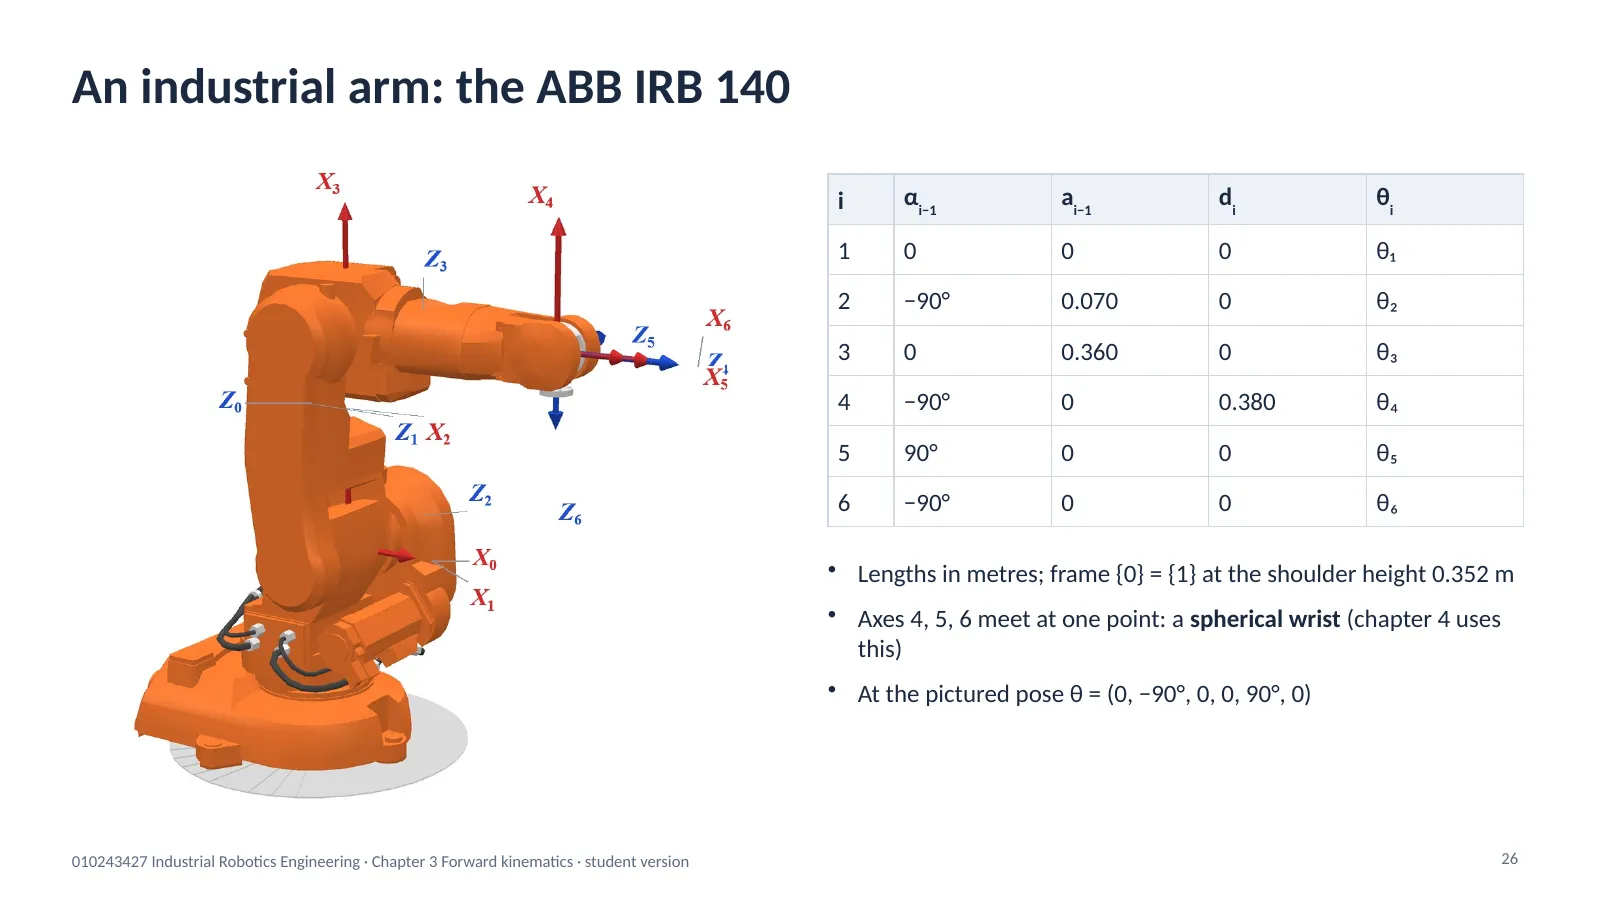 An industrial arm: the ABB IRB 140
X₃
X₄
Z₃
X₆
Z₅
Z₄
X₅
Z₀
Z₁ X₂
Z₂
Z₆
X₀
X₁
i αᵢ₋₁ aᵢ₋₁ dᵢ θᵢ
1 0 0 0 θ₁
2 −90° 0.070 0 θ₂
3 0 0.360 0 θ₃
4 −90° 0 0.380 θ₄
5 90° 0 0 θ₅
6 −90° 0 0 θ₆
• Lengths in metres; frame {0} = {1} at the shoulder height 0.352 m
• Axes 4, 5, 6 meet at one point: a spherical wrist (chapter 4 uses
this)
• At the pictured pose θ = (0, −90°, 0, 0, 90°, 0)
010243427 Industrial Robotics Engineering · Chapter 3 Forward kinematics · student version
26